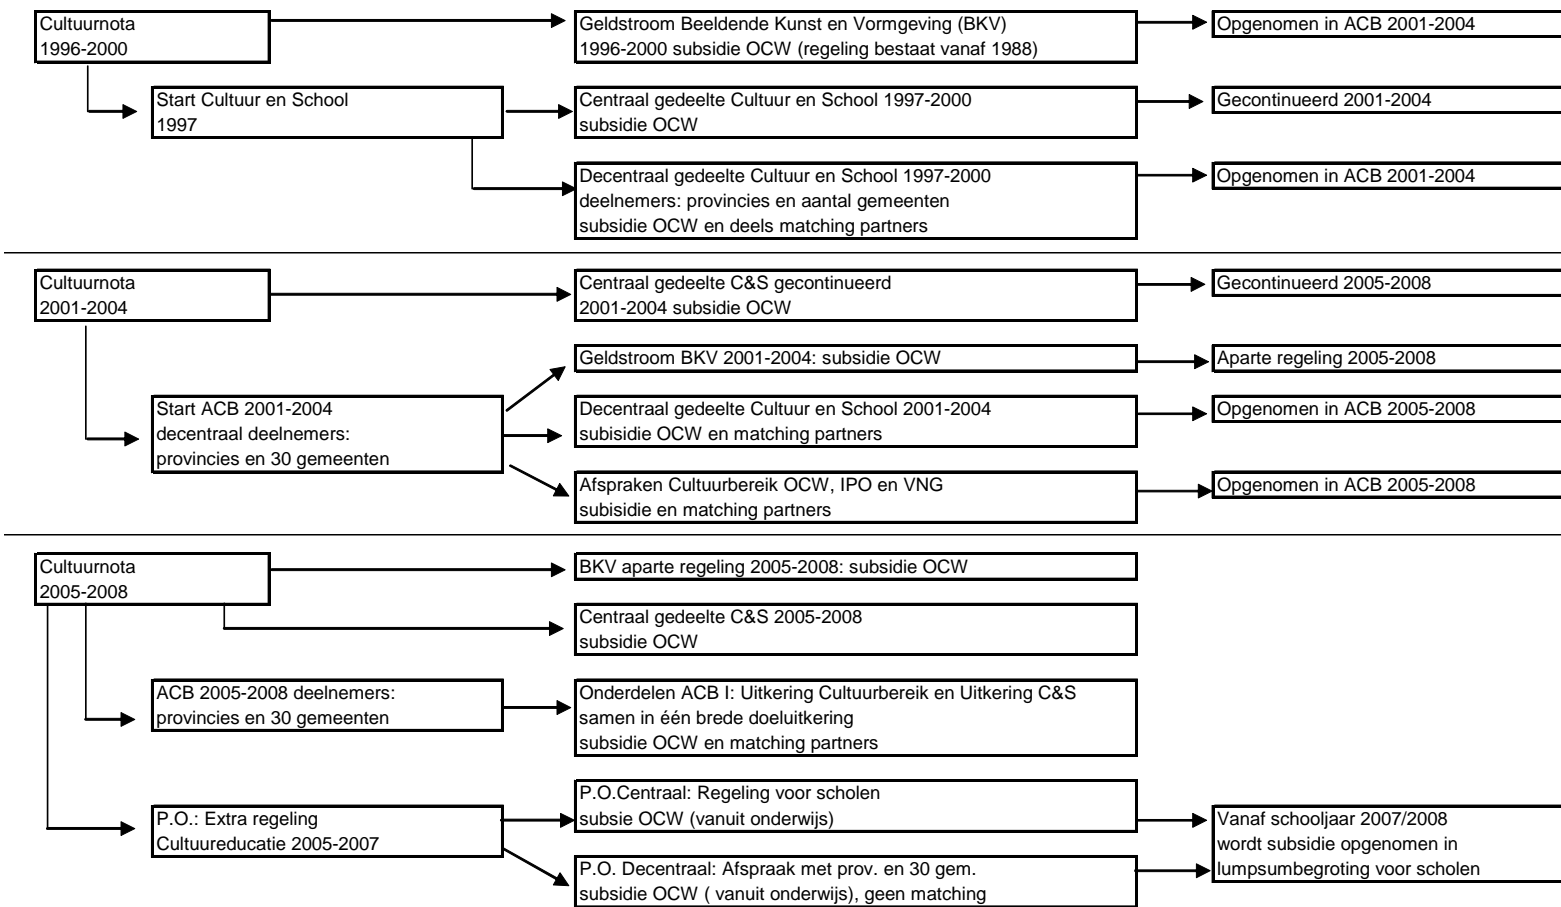 Cultuurnota
1996-2000
Geldstroom Beeldende Kunst en Vormgeving (BKV)
1996-2000 subsidie OCW (regeling bestaat vanaf 1988)
Opgenomen in ACB 2001-2004
Start Cultuur en School
1997
Centraal gedeelte Cultuur en School 1997-2000
subsidie OCW
Gecontinueerd 2001-2004
Decentraal gedeelte Cultuur en School 1997-2000
deelnemers: provincies en aantal gemeenten
subsidie OCW en deels matching partners
Opgenomen in ACB 2001-2004
Cultuurnota
2001-2004
Centraal gedeelte C&S gecontinueerd
2001-2004 subsidie OCW
Gecontinueerd 2005-2008
Geldstroom BKV 2001-2004: subsidie OCW
Aparte regeling 2005-2008
Start ACB 2001-2004
decentraal deelnemers:
provincies en 30 gemeenten
Decentraal gedeelte Cultuur en School 2001-2004
subisidie OCW en matching partners
Opgenomen in ACB 2005-2008
Afspraken Cultuurbereik OCW, IPO en VNG
subisidie en matching partners
Opgenomen in ACB 2005-2008
Cultuurnota
2005-2008
BKV aparte regeling 2005-2008: subsidie OCW
Centraal gedeelte C&S 2005-2008
subsidie OCW
ACB 2005-2008 deelnemers:
provincies en 30 gemeenten
Onderdelen ACB I: Uitkering Cultuurbereik en Uitkering C&S
samen in één brede doeluitkering
subsidie OCW en matching partners
P.O.: Extra regeling
Cultuureducatie 2005-2007
P.O.Centraal: Regeling voor scholen
subsie OCW (vanuit onderwijs)
P.O. Decentraal: Afspraak met prov. en 30 gem.
subsidie OCW ( vanuit onderwijs), geen matching
Vanaf schooljaar 2007/2008
wordt subsidie opgenomen in
lumpsumbegroting voor scholen